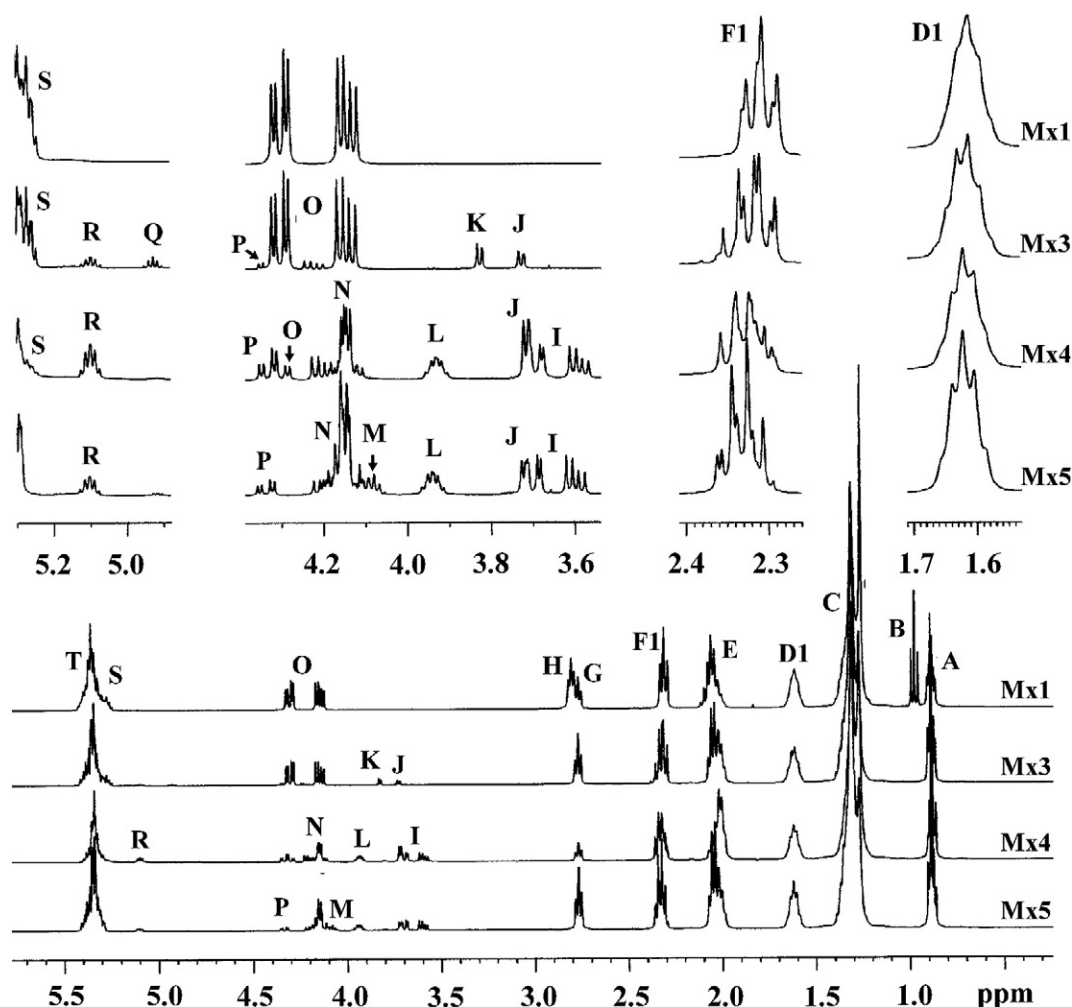 F1 D1
S
Mx1
S R Q P O K J
Mx3
S R P O N L J I
Mx4
R P N M L J I
Mx5
5.2 5.0 4.2 4.0 3.8 3.6 2.4 2.3 1.7 1.6
T S O H G F1 E D1 C B A
Mx1
K J
Mx3
R N L I
Mx4
P M
Mx5
5.5 5.0 4.5 4.0 3.5 3.0 2.5 2.0 1.5 1.0 ppm